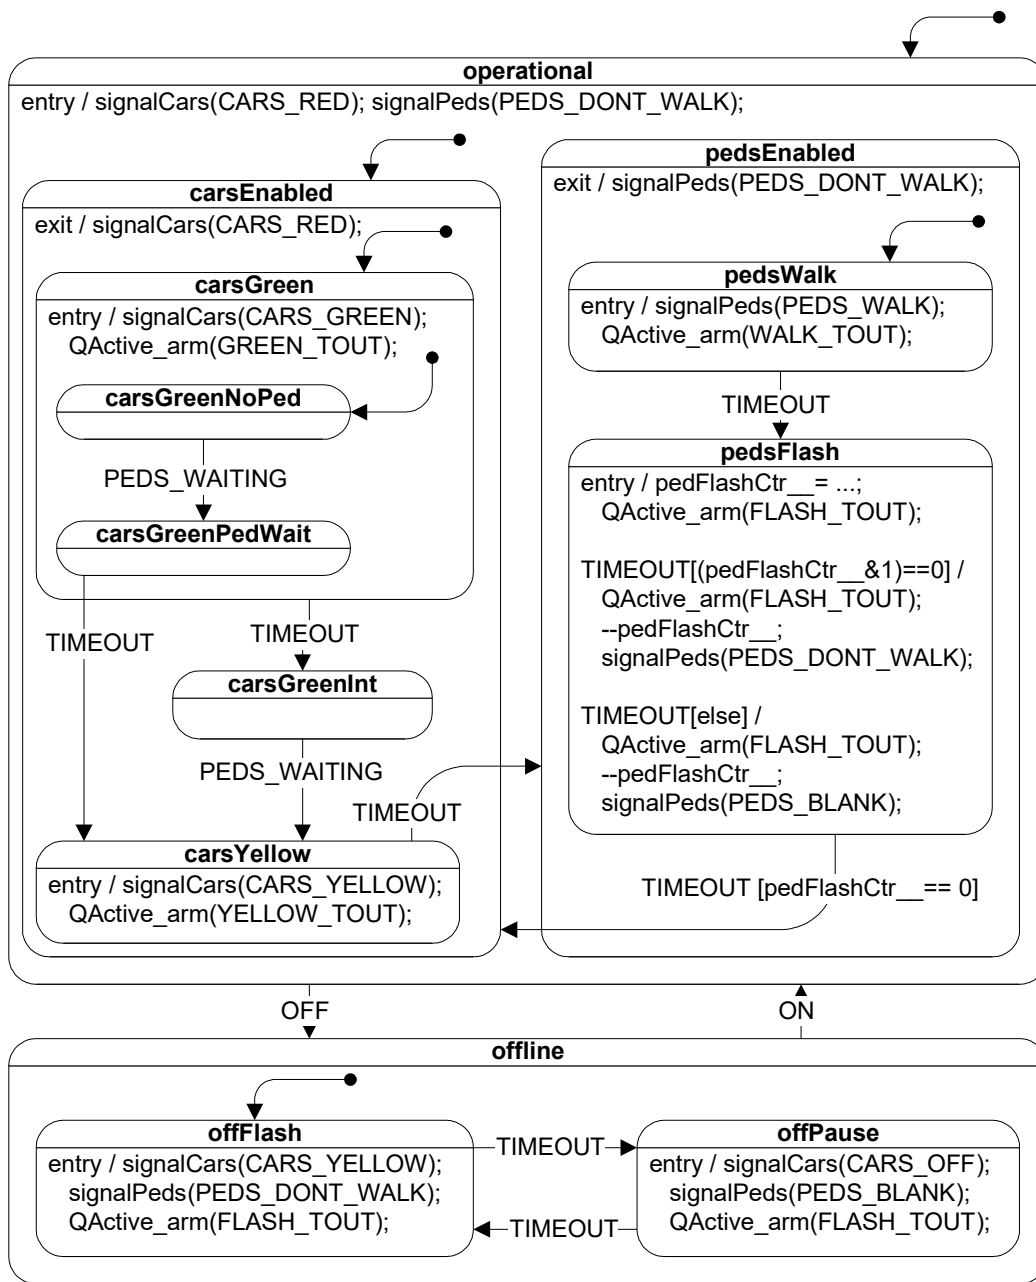 operational
entry / signalCars(CARS_RED); signalPeds(PEDS_DONT_WALK);
carsEnabled
exit / signalCars(CARS_RED);
carsGreen
entry / signalCars(CARS_GREEN);
QActive_arm(GREEN_TOUT);
carsGreenNoPed
PEDS_WAITING
carsGreenPedWait
TIMEOUT
TIMEOUT
carsGreenInt
PEDS_WAITING
TIMEOUT
carsYellow
entry / signalCars(CARS_YELLOW);
QActive_arm(YELLOW_TOUT);
pedsEnabled
exit / signalPeds(PEDS_DONT_WALK);
pedsWalk
entry / signalPeds(PEDS_WALK);
QActive_arm(WALK_TOUT);
TIMEOUT
pedsFlash
entry / pedFlashCtr__= ...;
QActive_arm(FLASH_TOUT);
TIMEOUT[(pedFlashCtr__&1)==0] /
QActive_arm(FLASH_TOUT);
--pedFlashCtr__;
signalPeds(PEDS_DONT_WALK);
TIMEOUT[else] /
QActive_arm(FLASH_TOUT);
--pedFlashCtr__;
signalPeds(PEDS_BLANK);
TIMEOUT [pedFlashCtr__== 0]
OFF
ON
offline
offFlash
entry / signalCars(CARS_YELLOW);
signalPeds(PEDS_DONT_WALK);
QActive_arm(FLASH_TOUT);
TIMEOUT
TIMEOUT
offPause
entry / signalCars(CARS_OFF);
signalPeds(PEDS_BLANK);
QActive_arm(FLASH_TOUT);